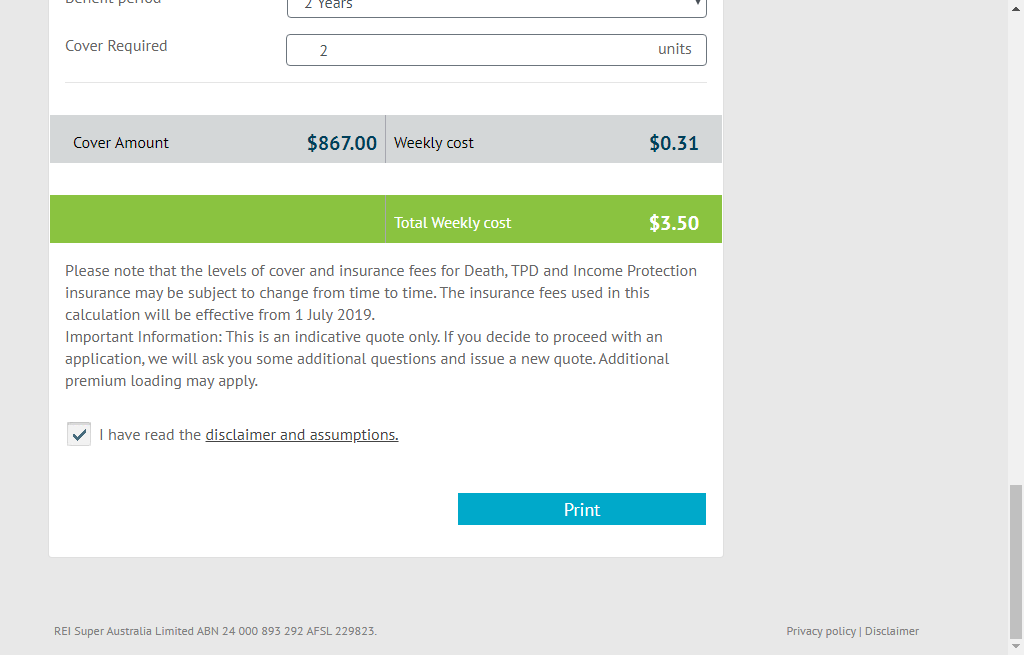 Benefit period
2 Years
Cover Required
2 units
Cover Amount $867.00 Weekly cost $0.31
Total Weekly cost $3.50
Please note that the levels of cover and insurance fees for Death, TPD and Income Protection
insurance may be subject to change from time to time. The insurance fees used in this
calculation will be effective from 1 July 2019.
Important Information: This is an indicative quote only. If you decide to proceed with an
application, we will ask you some additional questions and issue a new quote. Additional
premium loading may apply.
I have read the disclaimer and assumptions.
Print
REI Super Australia Limited ABN 24 000 893 292 AFSL 229823.
Privacy policy | Disclaimer